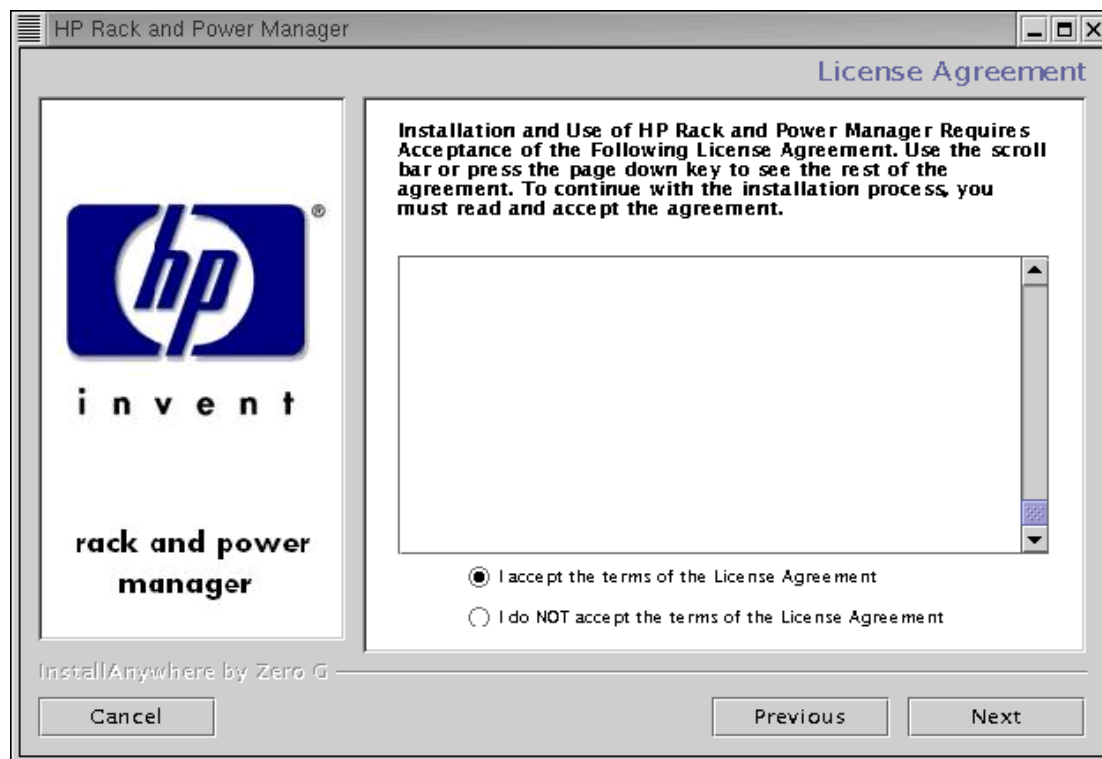 HP Rack and Power Manager
License Agreement
Installation and Use of HP Rack and Power Manager Requires
Acceptance of the Following License Agreement. Use the scroll
bar or press the page down key to see the rest of the
agreement. To continue with the installation process, you
must read and accept the agreement.
hp
®
invent
rack and power
manager
I accept the terms of the License Agreement
I do NOT accept the terms of the License Agreement
InstallAnywhere by Zero G
Cancel
Previous
Next